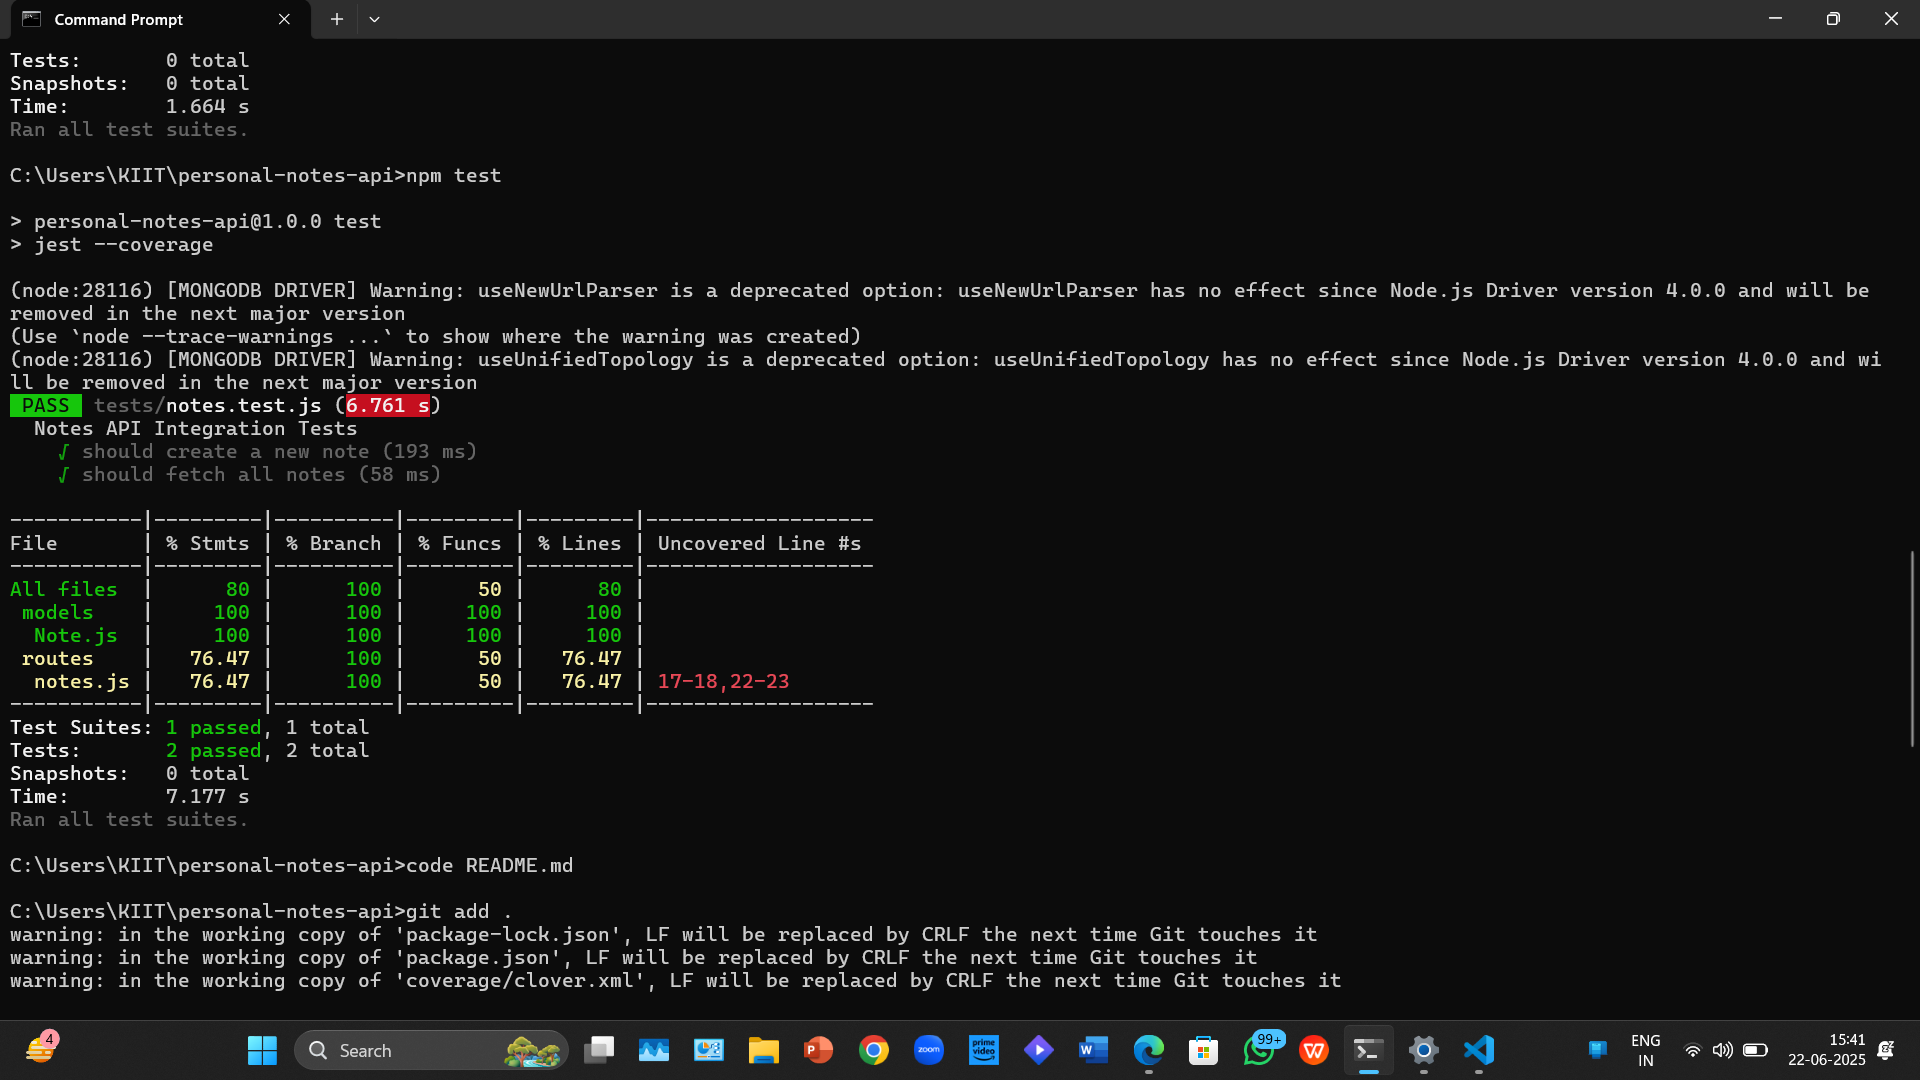 Command Prompt
Tests:       0 total
Snapshots:   0 total
Time:        1.664 s
Ran all test suites.
C:\Users\KIIT\personal-notes-api>npm test
> personal-notes-api@1.0.0 test
> jest --coverage
(node:28116) [MONGODB DRIVER] Warning: useNewUrlParser is a deprecated option: useNewUrlParser has no effect since Node.js Driver version 4.0.0 and will be
removed in the next major version
(Use `node --trace-warnings ...` to show where the warning was created)
(node:28116) [MONGODB DRIVER] Warning: useUnifiedTopology is a deprecated option: useUnifiedTopology has no effect since Node.js Driver version 4.0.0 and wi
ll be removed in the next major version
PASS tests/notes.test.js (6.761 s)
Notes API Integration Tests
√ should create a new note (193 ms)
√ should fetch all notes (58 ms)
-----------|---------|----------|---------|---------|-------------------
File       | % Stmts | % Branch | % Funcs | % Lines | Uncovered Line #s
-----------|---------|----------|---------|---------|-------------------
All files  |      80 |      100 |      50 |      80 |
 models    |     100 |      100 |     100 |     100 |
  Note.js  |     100 |      100 |     100 |     100 |
 routes    |   76.47 |      100 |      50 |   76.47 |
  notes.js |   76.47 |      100 |      50 |   76.47 | 17-18,22-23
-----------|---------|----------|---------|---------|-------------------
Test Suites: 1 passed, 1 total
Tests:       2 passed, 2 total
Snapshots:   0 total
Time:        7.177 s
Ran all test suites.
C:\Users\KIIT\personal-notes-api>code README.md
C:\Users\KIIT\personal-notes-api>git add .
warning: in the working copy of 'package-lock.json', LF will be replaced by CRLF the next time Git touches it
warning: in the working copy of 'package.json', LF will be replaced by CRLF the next time Git touches it
warning: in the working copy of 'coverage/clover.xml', LF will be replaced by CRLF the next time Git touches it
4
Search
P
zoom
prime video
W
99+
W
ENG
IN
15:41
22-06-2025